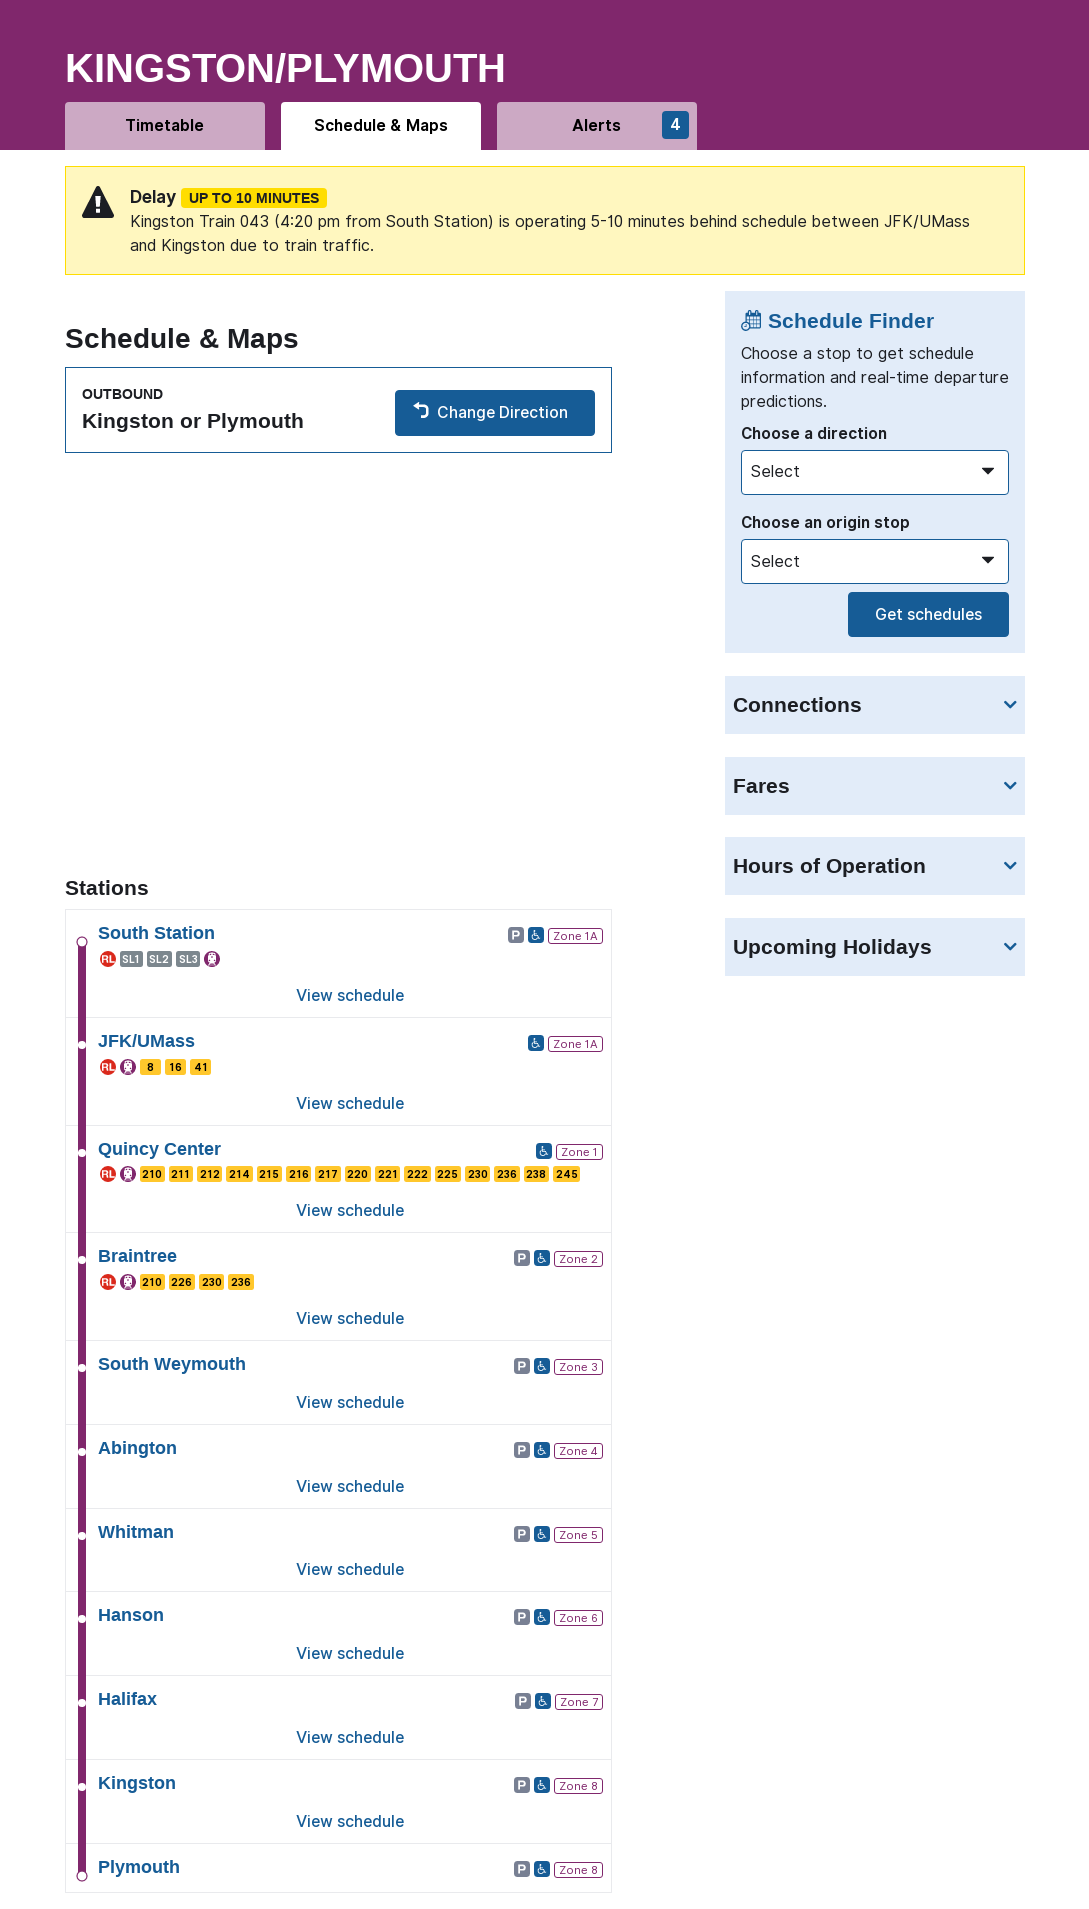 KINGSTON/PLYMOUTH
Timetable
Schedule & Maps
Alerts 4
Delay UP TO 10 MINUTES
Kingston Train 043 (4:20 pm from South Station) is operating 5-10 minutes behind schedule between JFK/UMass
and Kingston due to train traffic.
Schedule & Maps
OUTBOUND
Kingston or Plymouth
Change Direction
Schedule Finder
Choose a stop to get schedule
information and real-time departure
predictions.
Choose a direction
Select
Choose an origin stop
Select
Get schedules
Connections
Fares
Hours of Operation
Upcoming Holidays
Stations
South Station P Zone 1A
RL SL1 SL2 SL3
View schedule
JFK/UMass Zone 1A
RL 8 16 41
View schedule
Quincy Center Zone 1
RL 210 211 212 214 215 216 217 220 221 222 225 230 236 238 245
View schedule
Braintree P Zone 2
RL 210 226 230 236
View schedule
South Weymouth P Zone 3
View schedule
Abington P Zone 4
View schedule
Whitman P Zone 5
View schedule
Hanson P Zone 6
View schedule
Halifax P Zone 7
View schedule
Kingston P Zone 8
View schedule
Plymouth P Zone 8